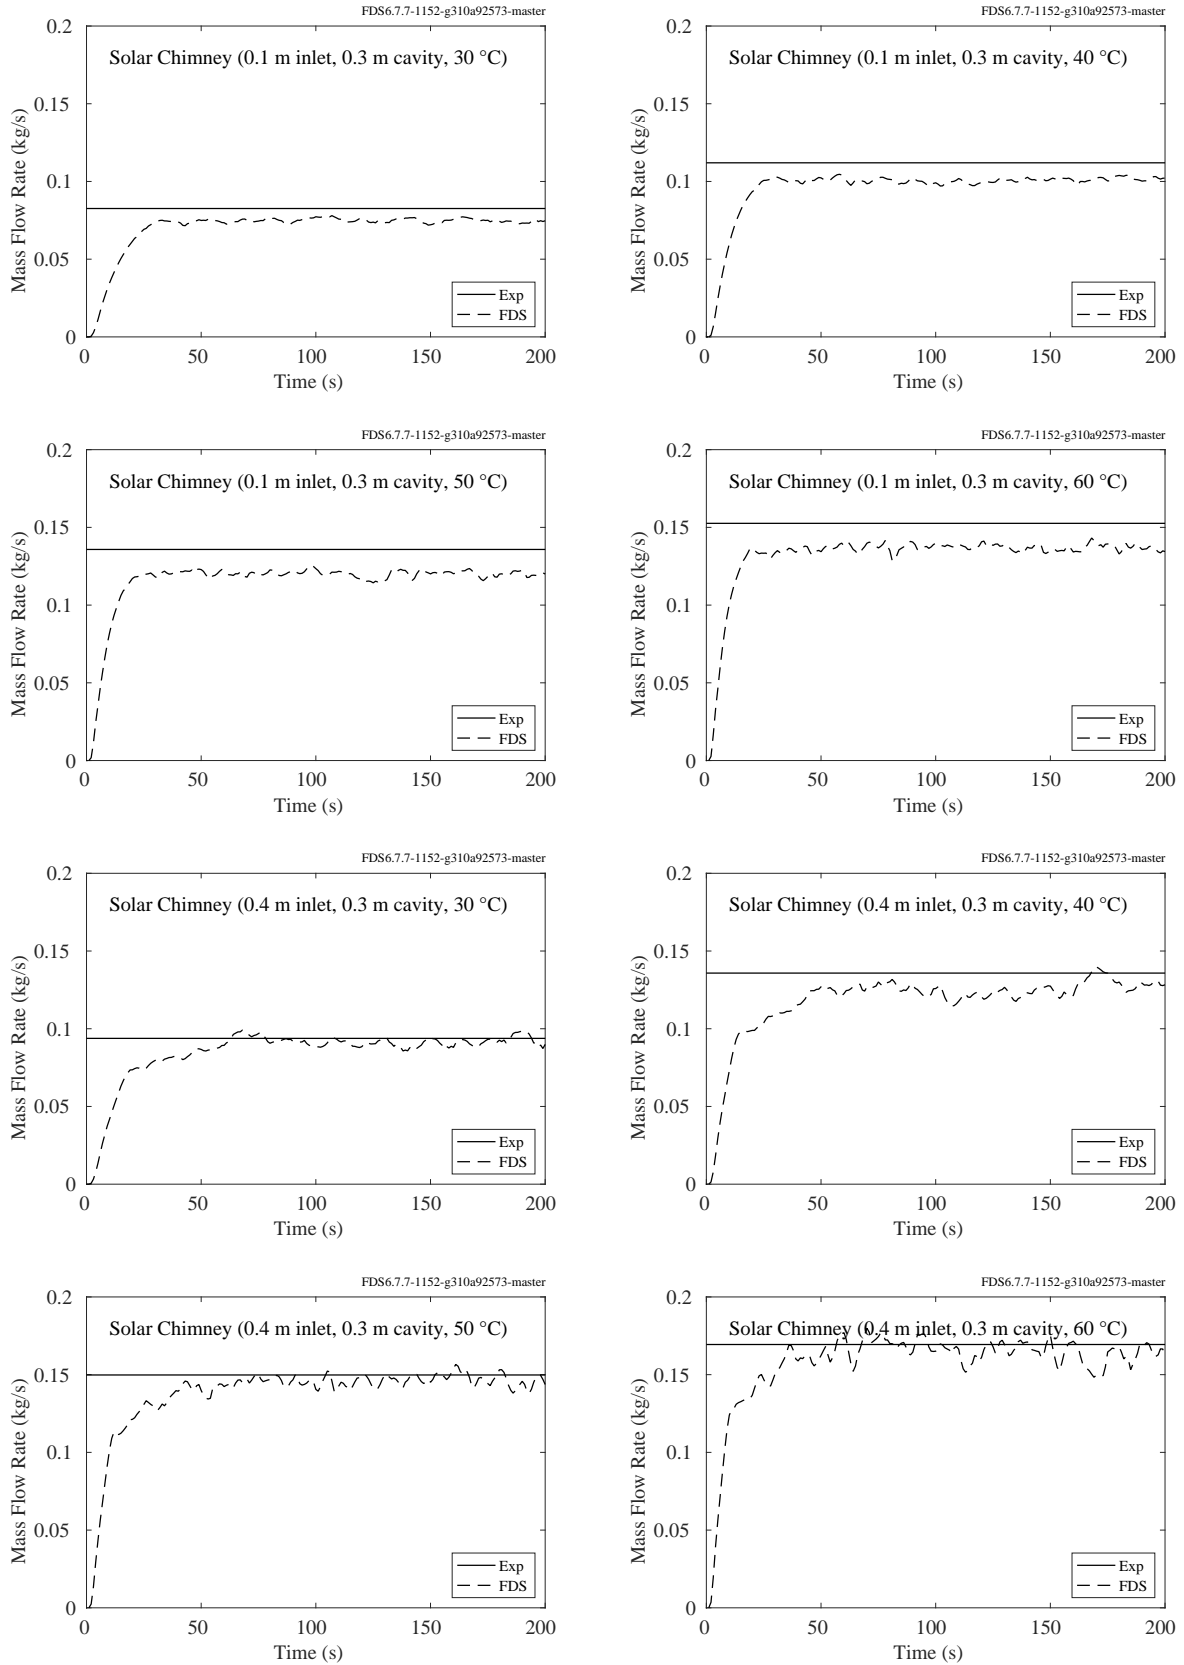 FDS6.7.7-1152-g310a92573-master
Solar Chimney (0.1 m inlet, 0.3 m cavity, 30 °C)
Mass Flow Rate (kg/s)
0.2
0.15
0.1
0.05
0
Exp
FDS
0 50 100 150 200
Time (s)
FDS6.7.7-1152-g310a92573-master
Solar Chimney (0.1 m inlet, 0.3 m cavity, 40 °C)
Mass Flow Rate (kg/s)
0.2
0.15
0.1
0.05
0
Exp
FDS
0 50 100 150 200
Time (s)
FDS6.7.7-1152-g310a92573-master
Solar Chimney (0.1 m inlet, 0.3 m cavity, 50 °C)
Mass Flow Rate (kg/s)
0.2
0.15
0.1
0.05
0
Exp
FDS
0 50 100 150 200
Time (s)
FDS6.7.7-1152-g310a92573-master
Solar Chimney (0.1 m inlet, 0.3 m cavity, 60 °C)
Mass Flow Rate (kg/s)
0.2
0.15
0.1
0.05
0
Exp
FDS
0 50 100 150 200
Time (s)
FDS6.7.7-1152-g310a92573-master
Solar Chimney (0.4 m inlet, 0.3 m cavity, 30 °C)
Mass Flow Rate (kg/s)
0.2
0.15
0.1
0.05
0
Exp
FDS
0 50 100 150 200
Time (s)
FDS6.7.7-1152-g310a92573-master
Solar Chimney (0.4 m inlet, 0.3 m cavity, 40 °C)
Mass Flow Rate (kg/s)
0.2
0.15
0.1
0.05
0
Exp
FDS
0 50 100 150 200
Time (s)
FDS6.7.7-1152-g310a92573-master
Solar Chimney (0.4 m inlet, 0.3 m cavity, 50 °C)
Mass Flow Rate (kg/s)
0.2
0.15
0.1
0.05
0
Exp
FDS
0 50 100 150 200
Time (s)
FDS6.7.7-1152-g310a92573-master
Solar Chimney (0.4 m inlet, 0.3 m cavity, 60 °C)
Mass Flow Rate (kg/s)
0.2
0.15
0.1
0.05
0
Exp
FDS
0 50 100 150 200
Time (s)